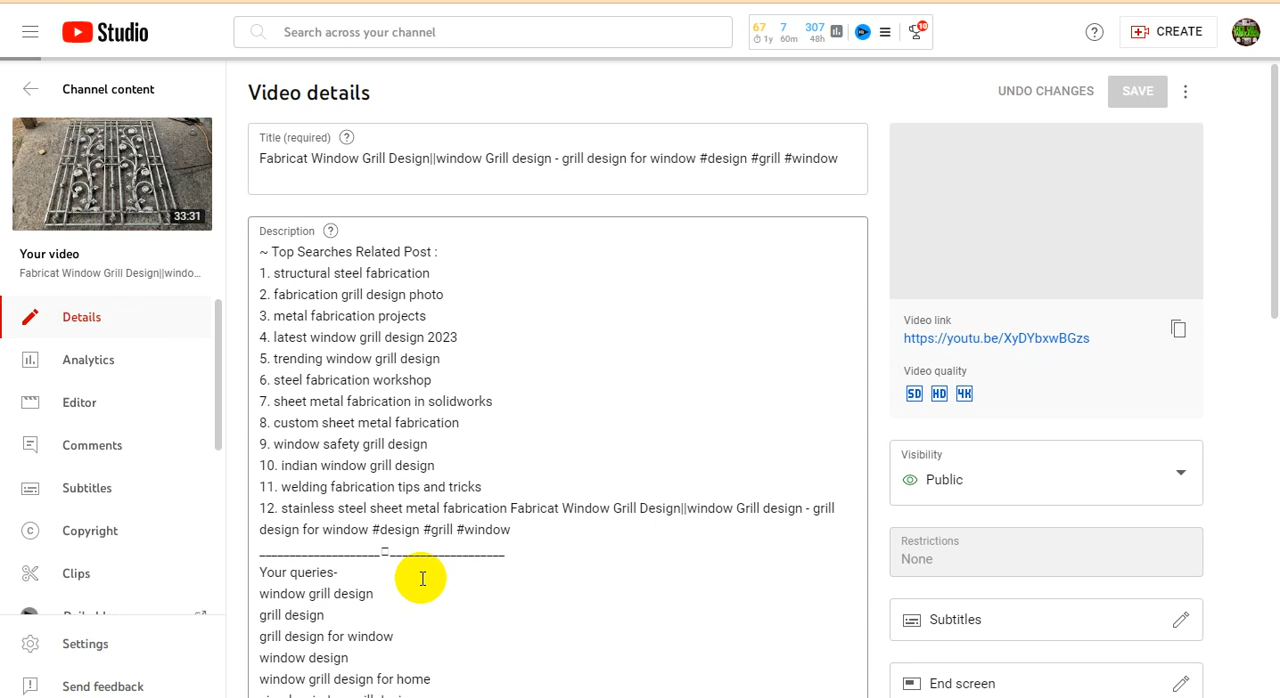 Studio
Search across your channel
67 7 307
1y 60m 48h
10
CREATE
Channel content
33:31
Your video
Fabricat Window Grill Design||windo...
Details
Analytics
Editor
Comments
Subtitles
Copyright
Clips
Settings
Send feedback
Video details
UNDO CHANGES
SAVE
Title (required)
Fabricat Window Grill Design||window Grill design - grill design for window #design #grill #window
Description
~ Top Searches Related Post :
1. structural steel fabrication
2. fabrication grill design photo
3. metal fabrication projects
4. latest window grill design 2023
5. trending window grill design
6. steel fabrication workshop
7. sheet metal fabrication in solidworks
8. custom sheet metal fabrication
9. window safety grill design
10. indian window grill design
11. welding fabrication tips and tricks
12. stainless steel sheet metal fabrication Fabricat Window Grill Design||window Grill design - grill
design for window #design #grill #window
Your queries-
window grill design
grill design
grill design for window
window design
window grill design for home
Video link
https://youtu.be/XyDYbxwBGzs
Video quality
SD HD 4K
Visibility
Public
Restrictions
None
Subtitles
End screen